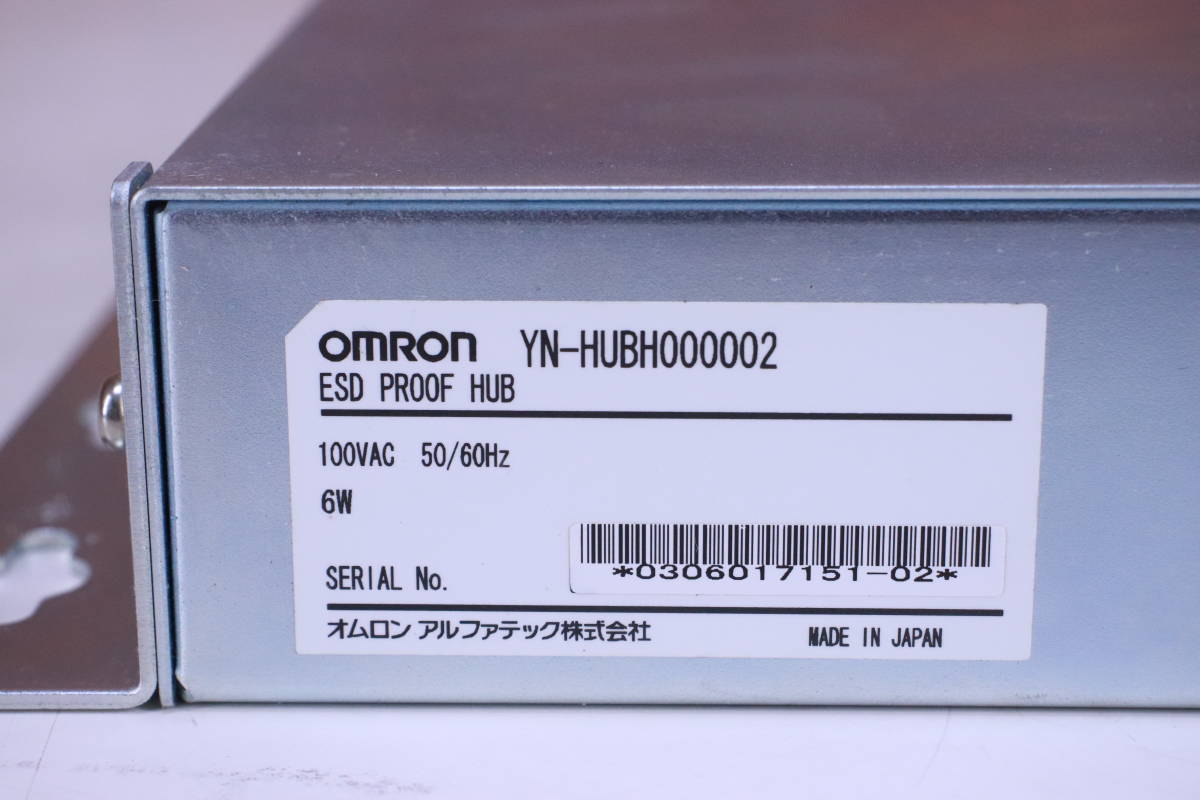 OMRON YN-HUBH000002
ESD PROOF HUB
100VAC 50/60Hz
6W
*0306017151-02*
SERIAL No.
オムロン アルファテック株式会社 MADE IN JAPAN